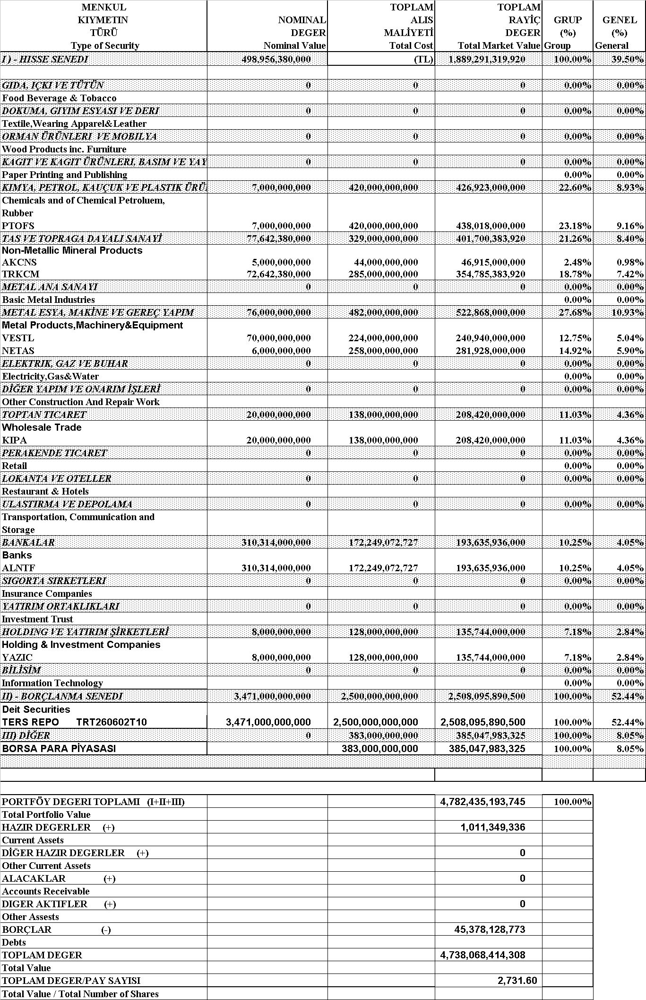 MENKUL TOPLAM TOPLAM
KIYMETIN NOMINAL ALIS RAYİÇ GRUP GENEL
TÜRÜ DEGER MALİYETİ DEGER (%) (%)
Type of Security Nominal Value Total Cost Total Market Value Group General
I ) - HISSE SENEDI 498,956,380,000 (TL) 1,889,291,319,920 100.00% 39.50%
GIDA, IÇKI VE TÜTÜN 0 0 0 0.00% 0.00%
Food Beverage & Tobacco
DOKUMA, GIYIM ESYASI VE DERI 0 0 0 0.00% 0.00%
Textile,Wearing Apparel&Leather
ORMAN ÜRÜNLERI VE MOBILYA 0 0 0 0.00% 0.00%
Wood Products inc. Furniture
KAGIT VE KAGIT ÜRÜNLERI, BASIM VE YAY 0 0 0 0.00% 0.00%
Paper Printing and Publishing 0.00% 0.00%
KIMYA, PETROL, KAUÇUK VE PLASTIK ÜRÜ 7,000,000,000 420,000,000,000 426,923,000,000 22.60% 8.93%
Chemicals and of Chemical Petroluem,
Rubber
PTOFS 7,000,000,000 420,000,000,000 438,018,000,000 23.18% 9.16%
TAS VE TOPRAGA DAYALI SANAYİ 77,642,380,000 329,000,000,000 401,700,383,920 21.26% 8.40%
Non-Metallic Mineral Products
AKCNS 5,000,000,000 44,000,000,000 46,915,000,000 2.48% 0.98%
TRKCM 72,642,380,000 285,000,000,000 354,785,383,920 18.78% 7.42%
METAL ANA SANAYI 0 0 0 0.00% 0.00%
Basic Metal Industries 0.00% 0.00%
METAL ESYA, MAKİNE VE GEREÇ YAPIM 76,000,000,000 482,000,000,000 522,868,000,000 27.68% 10.93%
Metal Products,Machinery&Equipment
VESTL 70,000,000,000 224,000,000,000 240,940,000,000 12.75% 5.04%
NETAS 6,000,000,000 258,000,000,000 281,928,000,000 14.92% 5.90%
ELEKTRIK, GAZ VE BUHAR 0 0 0 0.00% 0.00%
Electricity,Gas&Water 0.00% 0.00%
DİĞER YAPIM VE ONARIM İŞLERİ 0 0 0 0.00% 0.00%
Other Construction And Repair Work
TOPTAN TICARET 20,000,000,000 138,000,000,000 208,420,000,000 11.03% 4.36%
Wholesale Trade
KIPA 20,000,000,000 138,000,000,000 208,420,000,000 11.03% 4.36%
PERAKENDE TICARET 0 0 0 0.00% 0.00%
Retail 0.00% 0.00%
LOKANTA VE OTELLER 0 0 0 0.00% 0.00%
Restaurant & Hotels
ULASTIRMA VE DEPOLAMA 0 0 0 0.00% 0.00%
Transportation, Communication and
Storage
BANKALAR 310,314,000,000 172,249,072,727 193,635,936,000 10.25% 4.05%
Banks
ALNTF 310,314,000,000 172,249,072,727 193,635,936,000 10.25% 4.05%
SIGORTA SIRKETLERI 0 0 0 0.00% 0.00%
Insurance Companies
YATIRIM ORTAKLIKLARI 0 0 0 0.00% 0.00%
Investment Trust
HOLDING VE YATIRIM ŞİRKETLERİ 8,000,000,000 128,000,000,000 135,744,000,000 7.18% 2.84%
Holding & Investment Companies
YAZIC 8,000,000,000 128,000,000,000 135,744,000,000 7.18% 2.84%
BİLİSİM 0 0 0 0.00% 0.00%
Information Technology 0.00% 0.00%
II) - BORÇLANMA SENEDI 3,471,000,000,000 2,500,000,000,000 2,508,095,890,500 100.00% 52.44%
Deit Securities
TERS REPO TRT260602T10 3,471,000,000,000 2,500,000,000,000 2,508,095,890,500 100.00% 52.44%
III) DİĞER 0 383,000,000,000 385,047,983,325 100.00% 8.05%
BORSA PARA PİYASASI 383,000,000,000 385,047,983,325 100.00% 8.05%
PORTFÖY DEGERI TOPLAMI (I+II+III) 4,782,435,193,745 100.00%
Total Portfolio Value
HAZIR DEGERLER (+) 1,011,349,336
Current Assets
DİĞER HAZIR DEGERLER (+) 0
Other Current Assets
ALACAKLAR (+) 0
Accounts Receivable
DIGER AKTIFLER (+) 0
Other Assests
BORÇLAR (-) 45,378,128,773
Debts
TOPLAM DEGER 4,738,068,414,308
Total Value
TOPLAM DEGER/PAY SAYISI 2,731.60
Total Value / Total Number of Shares